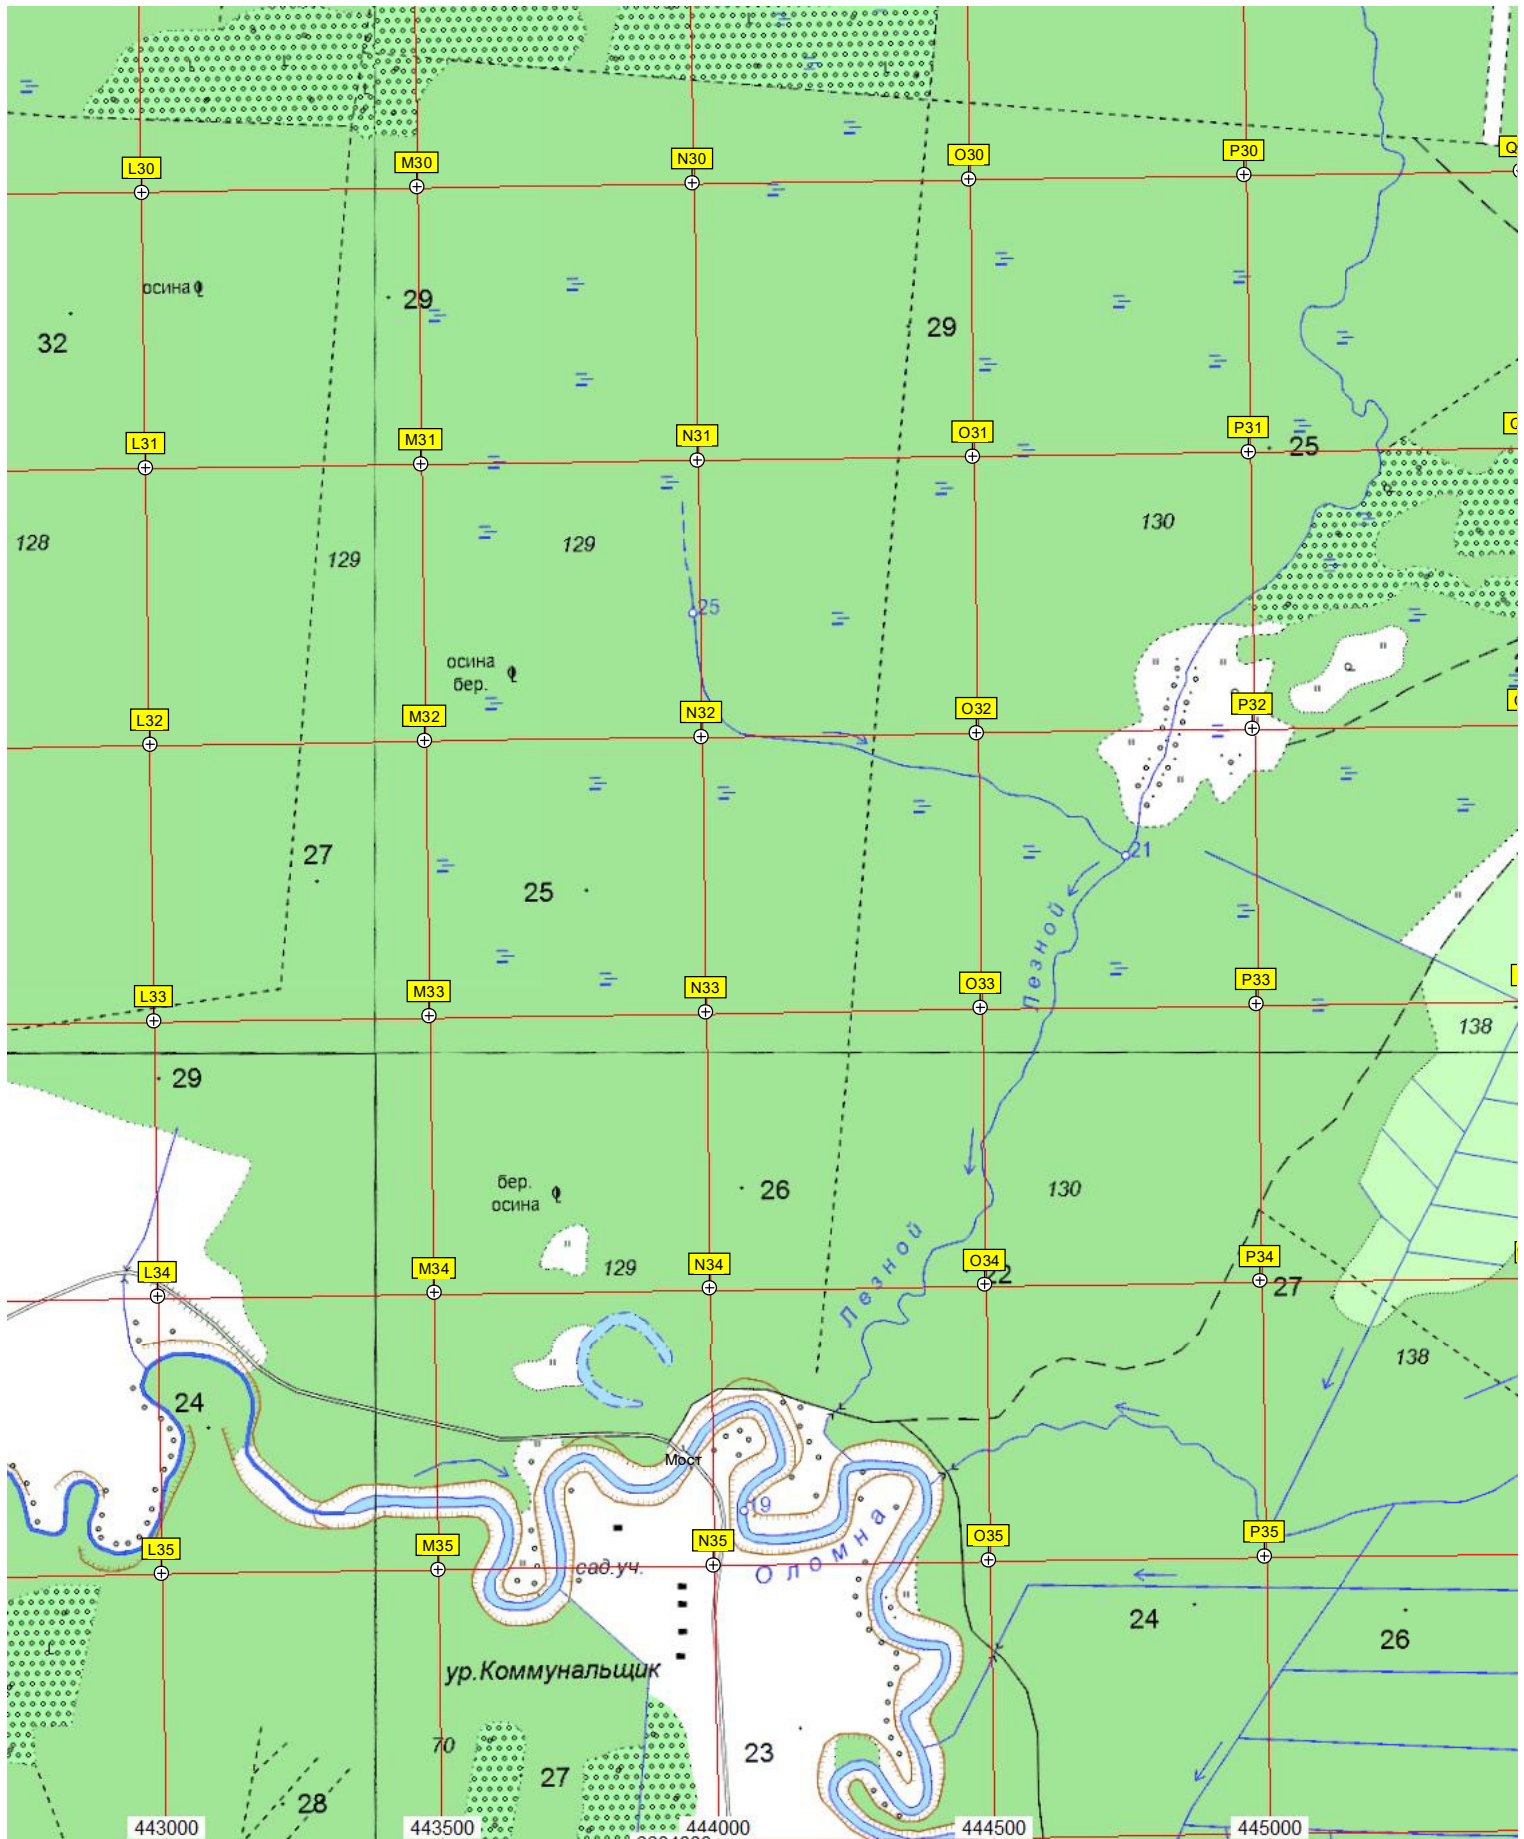 L30
M30
N30
O30
P30
Q
осина
29
29
32
L31
M31
N31
O31
P31
25
128
129
129
130
25
осина
бер.
L32
M32
N32
O32
P32
27
25
21
Лезной
L33
M33
N33
O33
P33
138
29
бер.
осина
26
130
129
Лезной
L34
M34
N34
O34
P34
22
27
138
24
Мост
19
L35
M35
N35
O35
P35
сад.уч.
Оломна
24
26
ур.Коммунальщик
70
27
23
28
443000
443500
444000
444500
445000